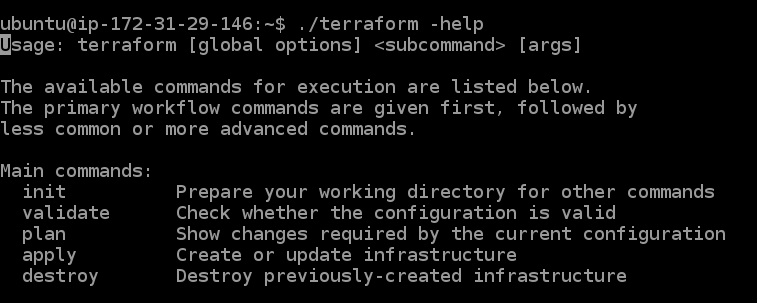 ubuntu@ip-172-31-29-146:~$ ./terraform -help
Usage: terraform [global options] <subcommand> [args]

The available commands for execution are listed below.
The primary workflow commands are given first, followed by
less common or more advanced commands.

Main commands:
  init          Prepare your working directory for other commands
  validate      Check whether the configuration is valid
  plan          Show changes required by the current configuration
  apply         Create or update infrastructure
  destroy       Destroy previously-created infrastructure